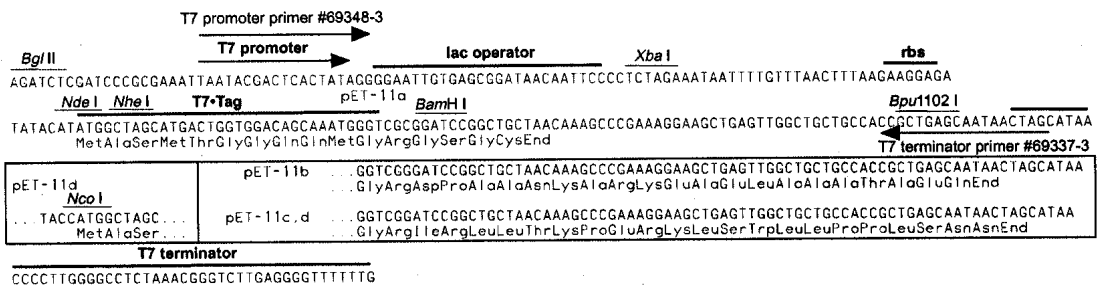 T7 promoter primer #69348-3
Bgl II T7 promoter lac operator Xba I rbs
AGATCTCGATCCCGCGAAATTAATACGACTCACTATAGGGGAATTGTGAGCGGATAACAATTCCCCTCTAGAAATAATTTTGTTTAACTTTAAGAAGGAGA
pET-11a
Nde I Nhe I T7•Tag BamH I Bpu1102 I
TATACATATGGCTAGCATGACTGGTGGACAGCAAATGGGTCGCGGATCCGGCTGCTAACAAAGCCCGAAAGGAAGCTGAGTTGGCTGCTGCCACCGCTGAGCAATAACTAGCATAA
MetAlaSerMetThrGlyGlyGlnGlnMetGlyArgGlySerGlyCysEnd
T7 terminator primer #69337-3
pET-11d
Nco I
...TACCATGGCTAGC...
MetAlaSer...
pET-11b ...GGTCGGGATCCGGCTGCTAACAAAGCCCGAAAGGAAGCTGAGTTGGCTGCTGCCACCGCTGAGCAATAACTAGCATAA
GlyArgAspProAlaAlaAsnLysAlaArgLysGluAlaGluLeuAlaAlaAlaThrAlaGluGlnEnd
pET-11c,d ...GGTCGGATCCGGCTGCTAACAAAGCCCGAAAGGAAGCTGAGTTGGCTGCTGCCACCGCTGAGCAATAACTAGCATAA
GlyArgIleArgLeuLeuThrLysProGluArgLysLeuSerTrpLeuLeuProProLeuSerAsnAsnEnd
T7 terminator
CCCCTTGGGGCCTCTAAACGGGTCTTGAGGGGTTTTTTG